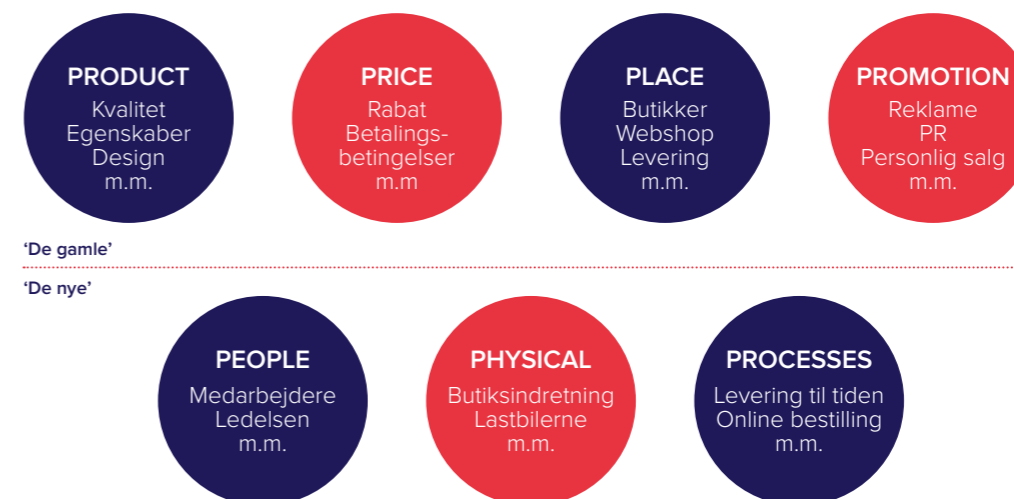 PRODUCT
Kvalitet
Egenskaber
Design
m.m.
PRICE
Rabat
Betalings-
betingelser
m.m
PLACE
Butikker
Webshop
Levering
m.m.
PROMOTION
Reklame
PR
Personlig salg
m.m.
‘De gamle’
‘De nye’
PEOPLE
Medarbejdere
Ledelsen
m.m.
PHYSICAL
Butiksindretning
Lastbilerne
m.m.
PROCESSES
Levering til tiden
Online bestilling
m.m.